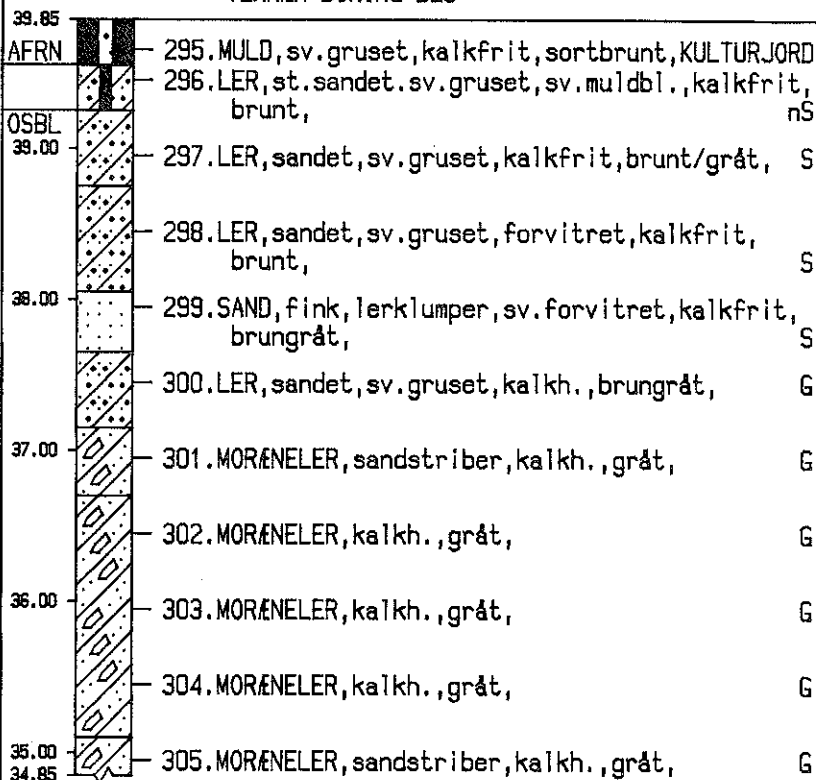 39.85
AFRN
295.MULD,sv.gruset,kalkfrit,sortbrunt,KULTURJORD
296.LER,st.sandet.sv.gruset,sv.muldbl.,kalkfrit,
brunt, nS
OSBL
39.00
297.LER,sandet,sv.gruset,kalkfrit,brunt/gråt, S
298.LER,sandet,sv.gruset,forvitret,kalkfrit,
brunt, S
38.00
299.SAND,fink,lerklumper,sv.forvitret,kalkfrit,
brungråt, S
300.LER,sandet,sv.gruset,kalkh.,brungråt, G
37.00
301.MORÆNELER,sandstriber,kalkh.,gråt, G
302.MORÆNELER,kalkh.,gråt, G
36.00
303.MORÆNELER,kalkh.,gråt, G
304.MORÆNELER,kalkh.,gråt, G
35.00
305.MORÆNELER,sandstriber,kalkh.,gråt, G
34.85